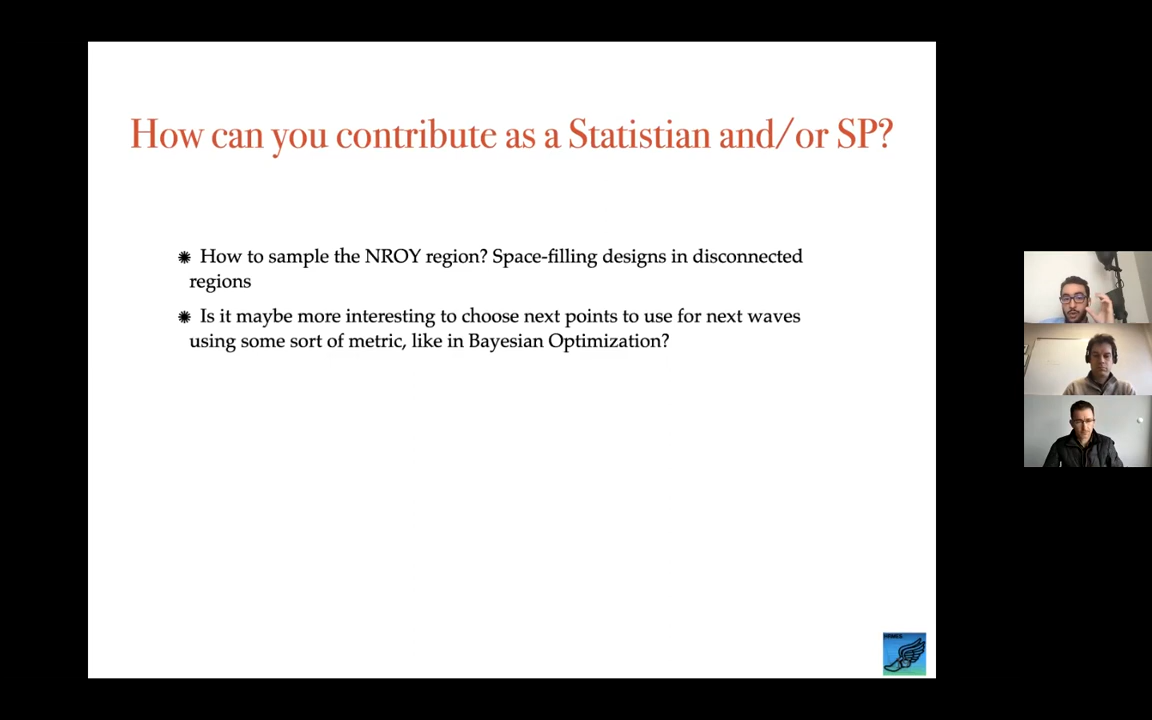 How can you contribute as a Statistian and/or SP?
How to sample the NROY region? Space-filling designs in disconnected
regions
Is it maybe more interesting to choose next points to use for next waves
using some sort of metric, like in Bayesian Optimization?